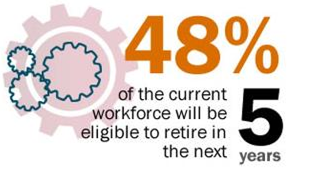 48%
of the current
workforce will be
eligible to retire in
the next
5
years